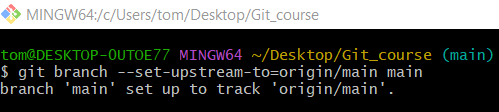 MINGW64:/c/Users/tom/Desktop/Git_course
tom@DESKTOP-OUTOE77 MINGW64 ~/Desktop/Git_course (main)
$ git branch --set-upstream-to=origin/main main
branch 'main' set up to track 'origin/main'.